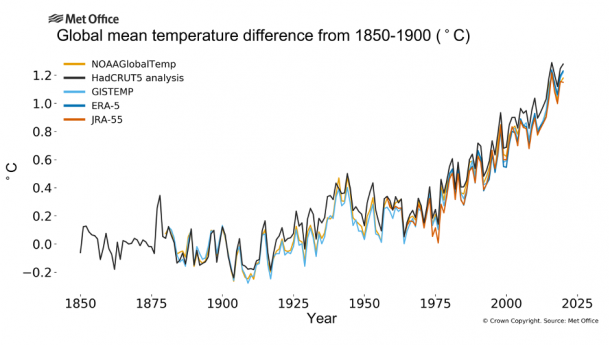 Met Office
Global mean temperature difference from 1850-1900 (°C)
NOAAGlobalTemp
HadCRUT5 analysis
GISTEMP
ERA-5
JRA-55
1.2
1.0
0.8
0.6
0.4
0.2
0.0
−0.2
°C
1850 1875 1900 1925 1950 1975 2000 2025
Year
© Crown Copyright. Source: Met Office